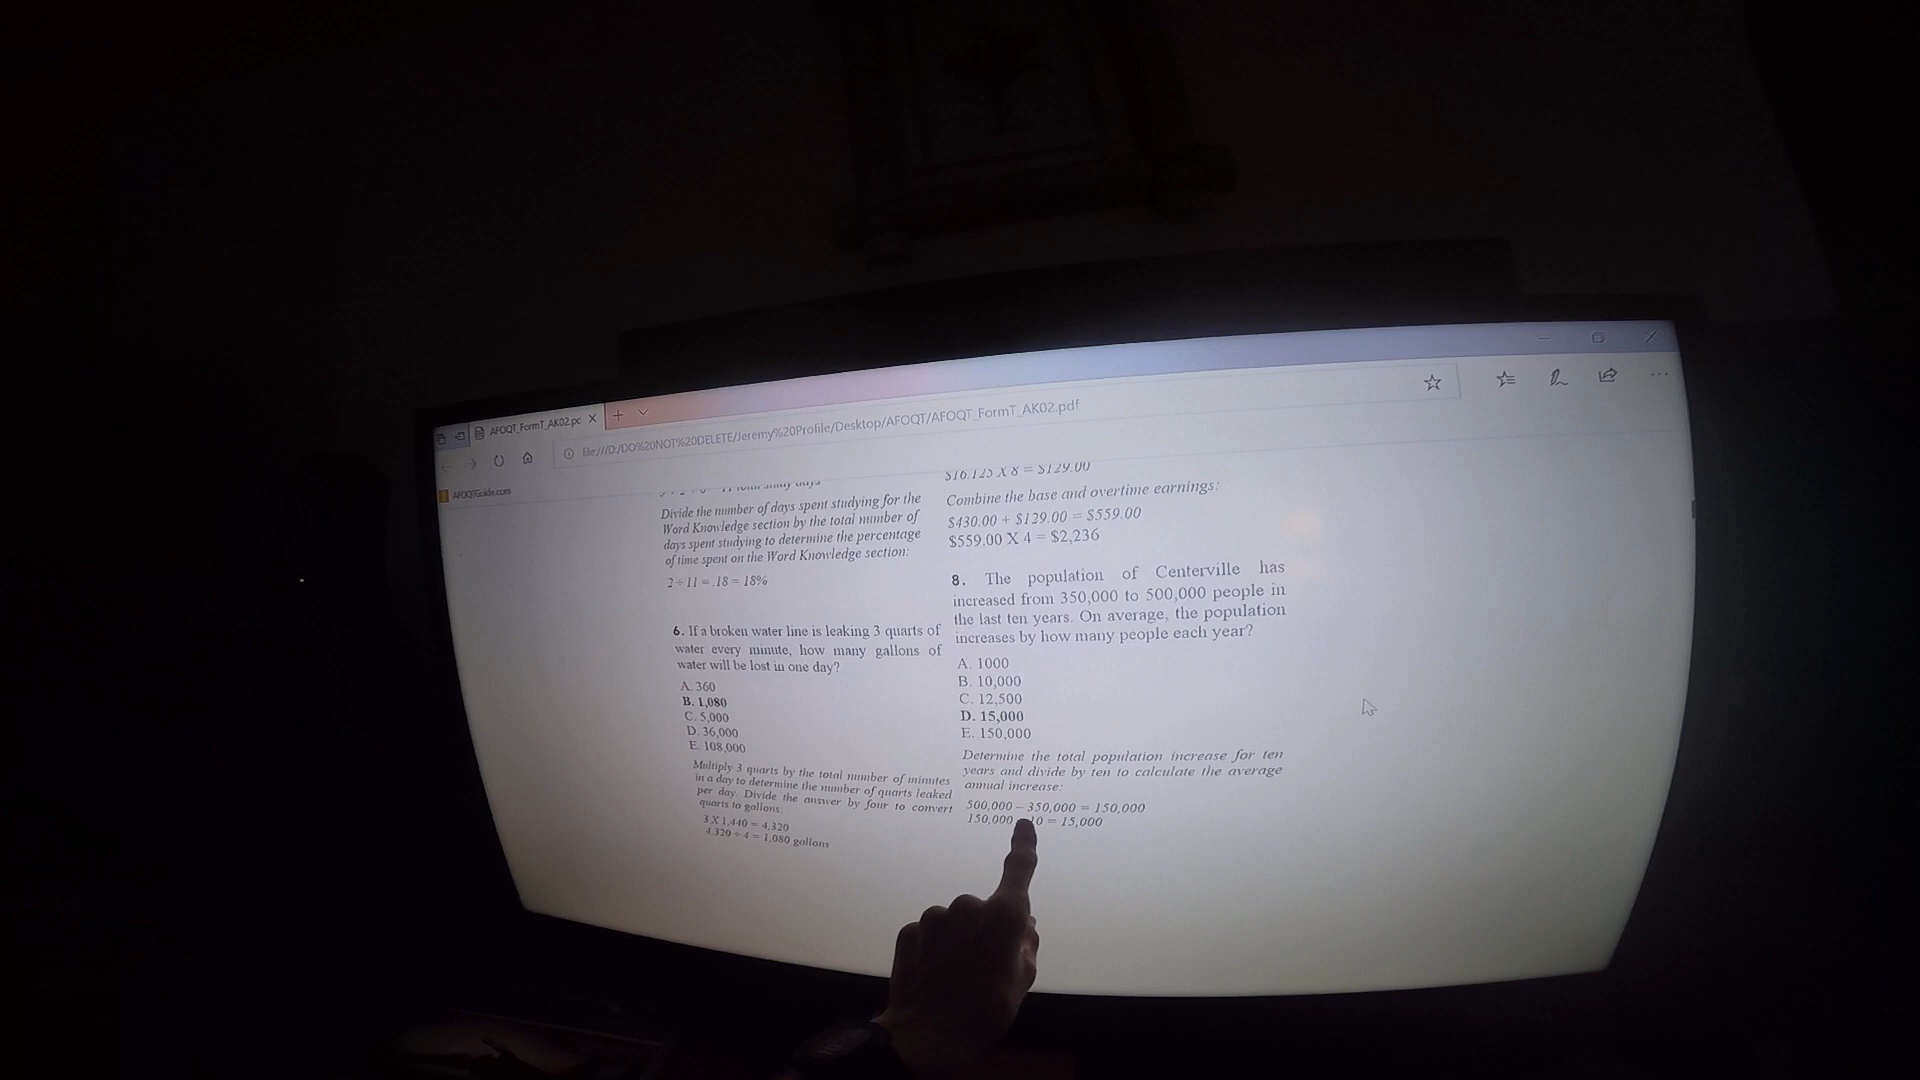 AFOQT_FormT_AK02.pc
file:///D:/DO%20NOT%20DELETE/Jeremy%20Profile/Desktop/AFOQT/AFOQT_FormT_AK02.pdf
AFOQTGuide.com
Divide the number of days spent studying for the
Word Knowledge section by the total number of
days spent studying to determine the percentage
of time spent on the Word Knowledge section:
2 ÷ 11 = .18 = 18%
6. If a broken water line is leaking 3 quarts of
water every minute, how many gallons of
water will be lost in one day?
A. 360
B. 1,080
C. 5,000
D. 36,000
E. 108,000
Multiply 3 quarts by the total number of minutes
in a day to determine the number of quarts leaked
per day. Divide the answer by four to convert
quarts to gallons:
3 X 1,440 = 4,320
4,320 ÷ 4 = 1,080 gallons
$16.125 X 8 = $129.00
Combine the base and overtime earnings:
$430.00 + $129.00 = $559.00
$559.00 X 4 = $2,236
8. The population of Centerville has
increased from 350,000 to 500,000 people in
the last ten years. On average, the population
increases by how many people each year?
A. 1000
B. 10,000
C. 12,500
D. 15,000
E. 150,000
Determine the total population increase for ten
years and divide by ten to calculate the average
annual increase:
500,000 – 350,000 = 150,000
150,000 10 = 15,000